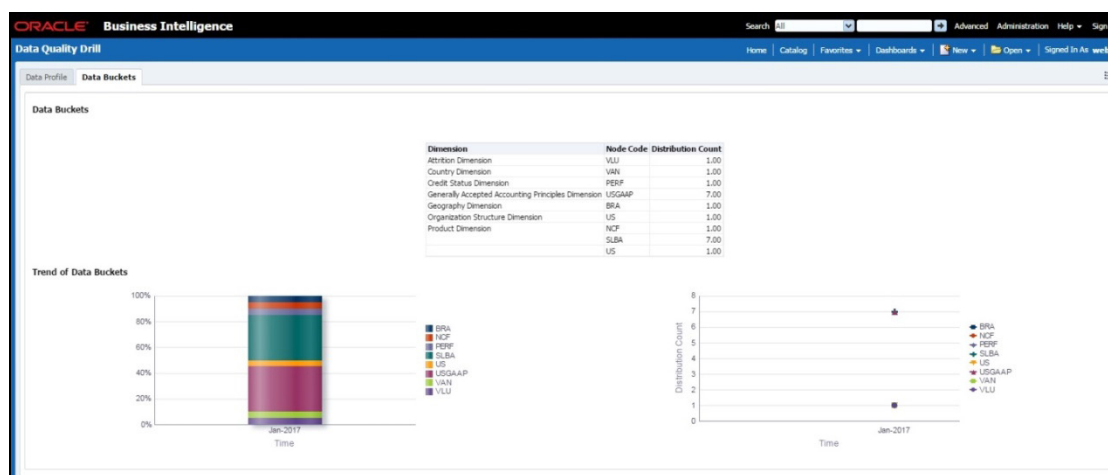 ORACLE Business Intelligence
Search All Advanced Administration Help Sign
Data Quality Drill
Home Catalog Favorites Dashboards New Open Signed In As web
Data Profile Data Buckets
Data Buckets
Dimension Node Code Distribution Count
Attrition Dimension VLU 1.00
Country Dimension VAN 1.00
Credit Status Dimension PERF 1.00
Generally Accepted Accounting Principles Dimension USGAAP 7.00
Geography Dimension BRA 1.00
Organization Structure Dimension US 1.00
Product Dimension NCF 1.00
SLBA 7.00
US 1.00
Trend of Data Buckets
100%
80%
60%
40%
20%
0%
Jan-2017
Time
BRA
NCF
PERF
SLBA
US
USGAAP
VAN
VLU
Distribution Count
8
7
6
5
4
3
2
1
0
Jan-2017
Time
BRA
NCF
PERF
SLBA
US
USGAAP
VAN
VLU